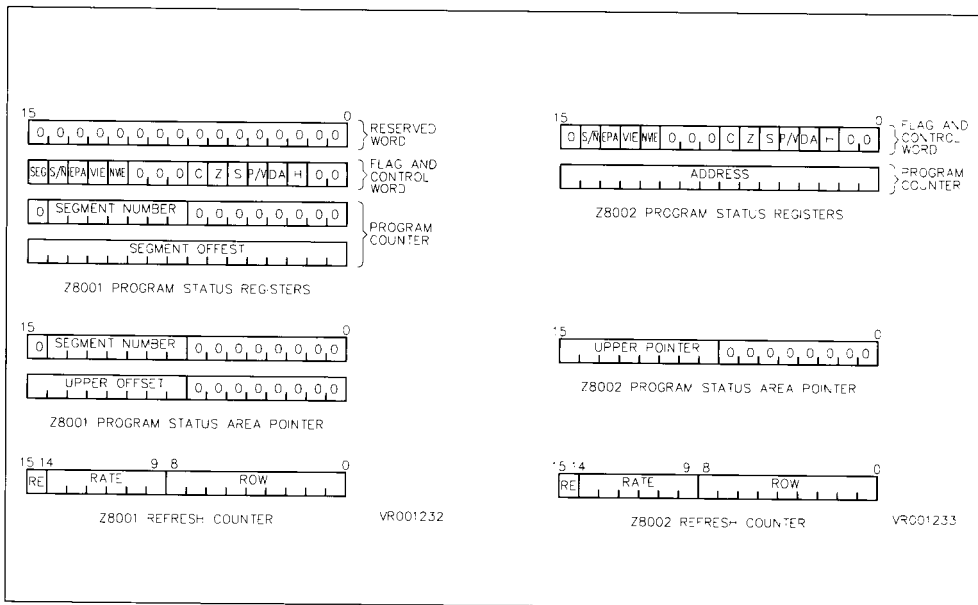 15 0
0 0 0 0 0 0 0 0 0 0 0 0 0 0 0 0
RESERVED
WORD
SEG S/N̄ EPA VIE NVIE 0 0 0 C Z S P/V DA H 0 0
FLAG AND
CONTROL
WORD
0 SEGMENT NUMBER 0 0 0 0 0 0 0 0
SEGMENT OFFEST
PROGRAM
COUNTER
Z8001 PROGRAM STATUS REGISTERS
15 0
0 SEGMENT NUMBER 0 0 0 0 0 0 0 0
UPPER OFFSET 0 0 0 0 0 0 0 0
Z8001 PROGRAM STATUS AREA POINTER
15 14 9 8 0
RE RATE ROW
Z8001 REFRESH COUNTER
VR001232
15 0
0 S/N̄ EPA VIE NVIE 0 0 0 C Z S P/V DA H 0 0
FLAG AND
CONTROL
WORD
ADDRESS
PROGRAM
COUNTER
Z8002 PROGRAM STATUS REGISTERS
15 0
UPPER POINTER 0 0 0 0 0 0 0 0
Z8002 PROGRAM STATUS AREA POINTER
15 14 9 8 0
RE RATE ROW
Z8002 REFRESH COUNTER
VR001233